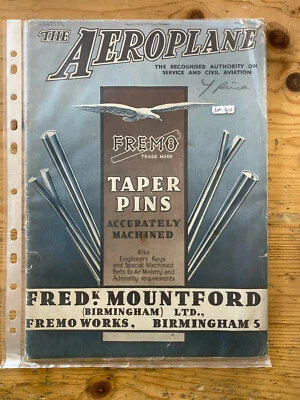 THE AEROPLANE
THE RECOGNISED AUTHORITY ON
SERVICE AND CIVIL AVIATION
FREMO
TRADE MARK
TAPER
PINS
ACCURATELY
MACHINED
Also
Engineers Keys
and Special Machined
Parts to Air Ministry and
Admiralty requirements
FREDK. MOUNTFORD
(BIRMINGHAM) LTD.,
FREMO WORKS, BIRMINGHAM 5